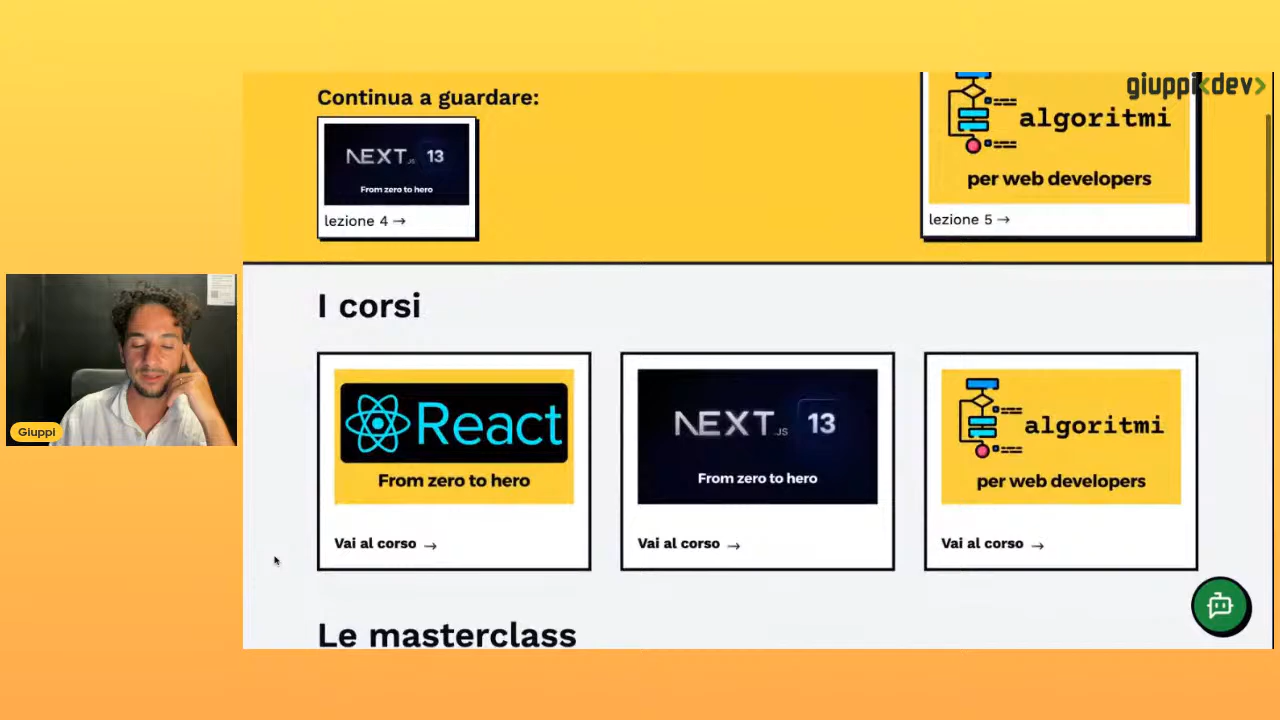 giuppi<dev>
Continua a guardare:
NEXT.JS 13
From zero to hero
lezione 4 →
algoritmi
per web developers
lezione 5 →
I corsi
React
From zero to hero
Vai al corso →
NEXT.JS 13
From zero to hero
Vai al corso →
algoritmi
per web developers
Vai al corso →
Le masterclass
Giuppi